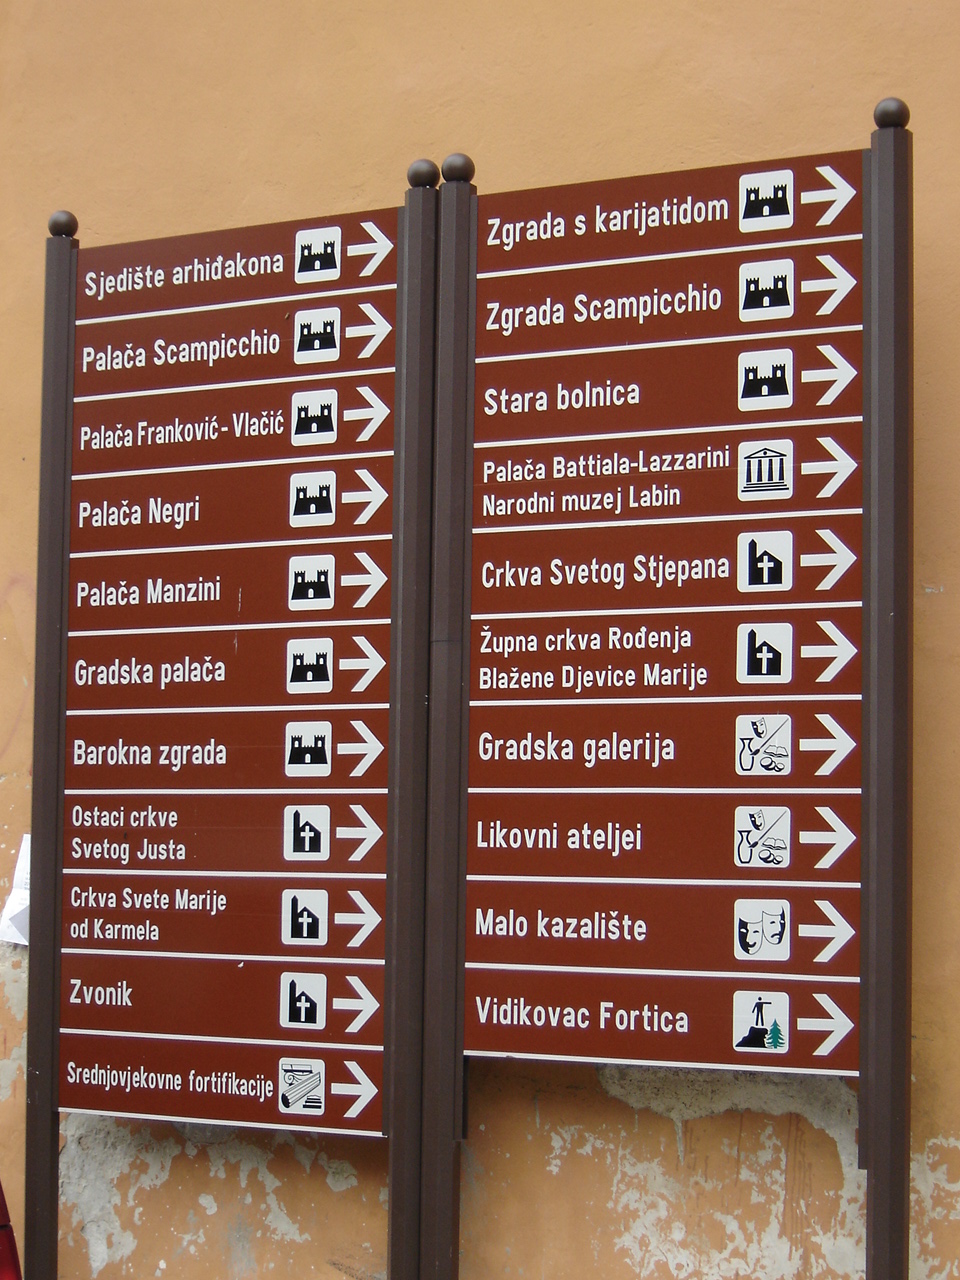 Sjedište arhiđakona
Palača Scampicchio
Palača Franković-Vlačić
Palača Negri
Palača Manzini
Gradska palača
Barokna zgrada
Ostaci crkve
Svetog Justa
Crkva Svete Marije
od Karmela
Zvonik
Srednjovjekovne fortifikacije
Zgrada s karijatidom
Zgrada Scampicchio
Stara bolnica
Palača Battiala-Lazzarini
Narodni muzej Labin
Crkva Svetog Stjepana
Župna crkva Rođenja
Blažene Djevice Marije
Gradska galerija
Likovni ateljei
Malo kazalište
Vidikovac Fortica